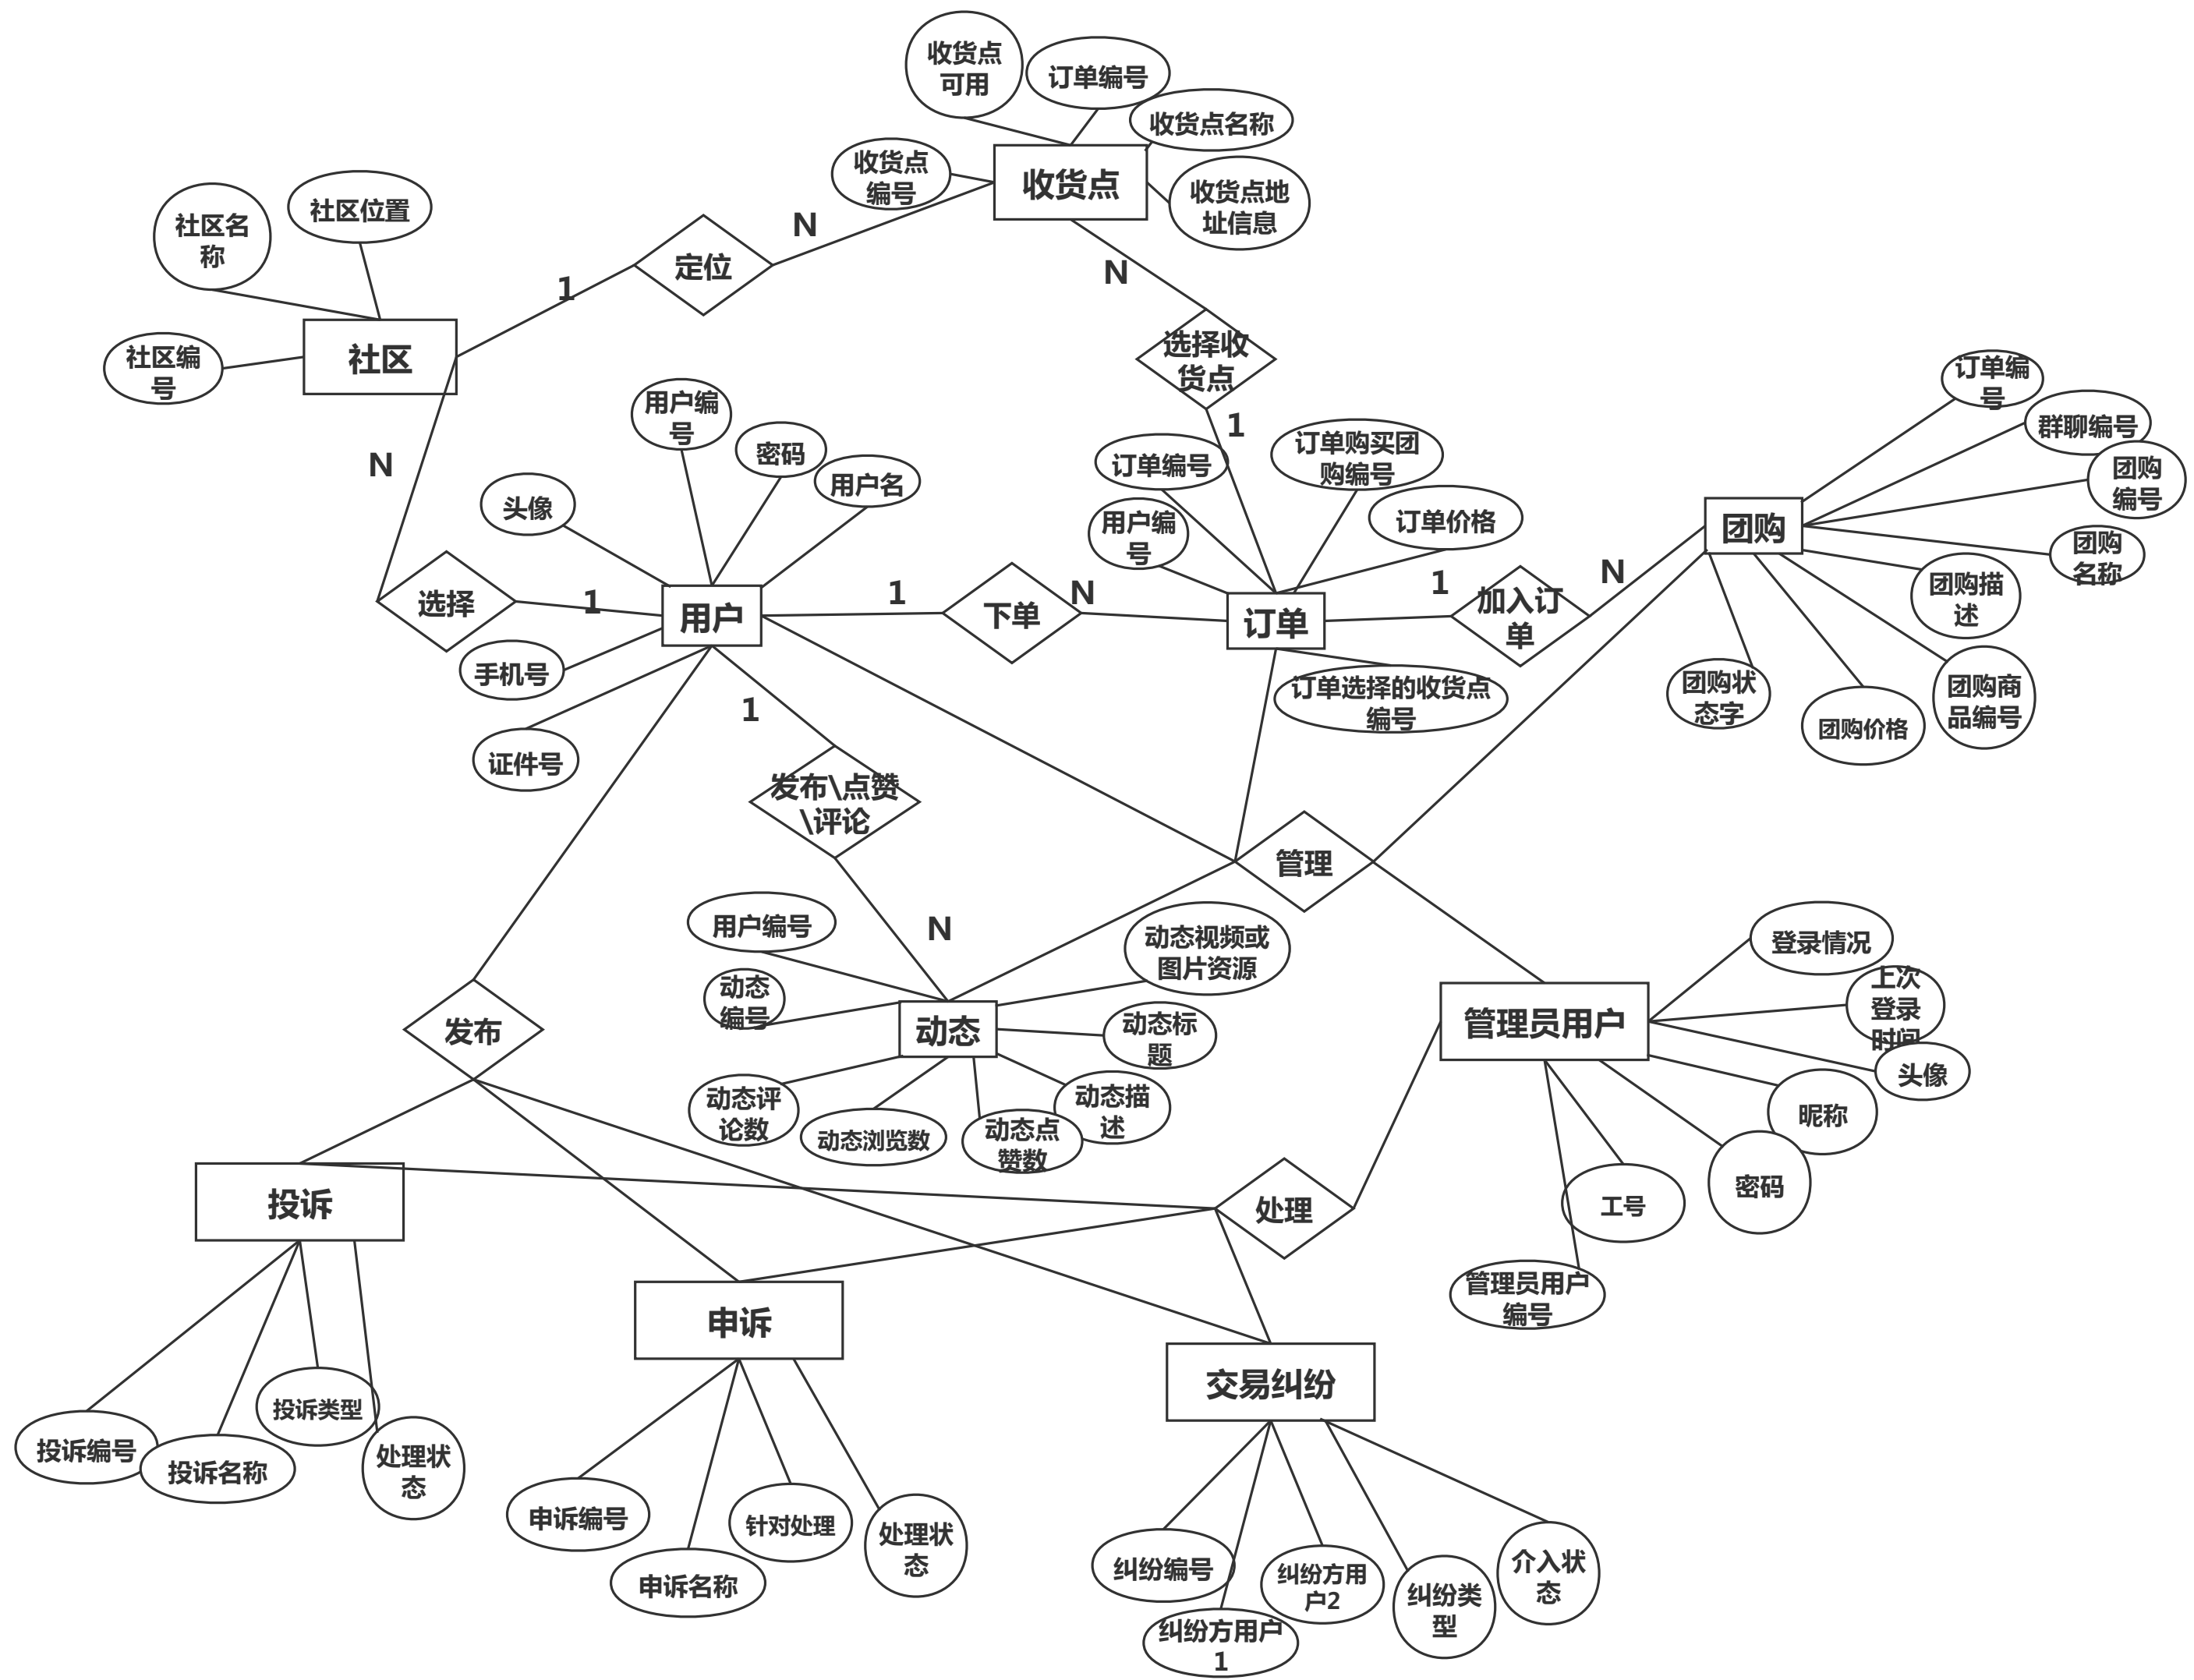 收货点
可用
订单编号
收货点名称
收货点
编号
收货点
收货点地
址信息
社区名
称
社区位置
N
定位
1
N
社区编
号
社区
选择收
货点
1
N
用户编
号
密码
用户名
头像
订单编号
订单购买团
购编号
用户编
号
订单价格
订单编
号
群聊编号
团购
编号
团购
团购
名称
团购描
述
团购状
态字
团购价格
团购商
品编号
选择
1
用户
1
下单
N
订单
1
加入订
单
N
手机号
证件号
1
订单选择的收货点
编号
发布\点赞
\评论
管理
N
用户编号
动态视频或
图片资源
动态
编号
动态
动态标
题
动态评
论数
动态浏览数
动态点
赞数
动态描
述
发布
登录情况
上次
登录
时间
管理员用户
头像
昵称
密码
工号
管理员用户
编号
投诉
处理
申诉
交易纠纷
投诉编号
投诉名称
投诉类型
处理状
态
申诉编号
申诉名称
针对处理
处理状
态
纠纷编号
纠纷方用户
1
纠纷方用
户2
纠纷类
型
介入状
态